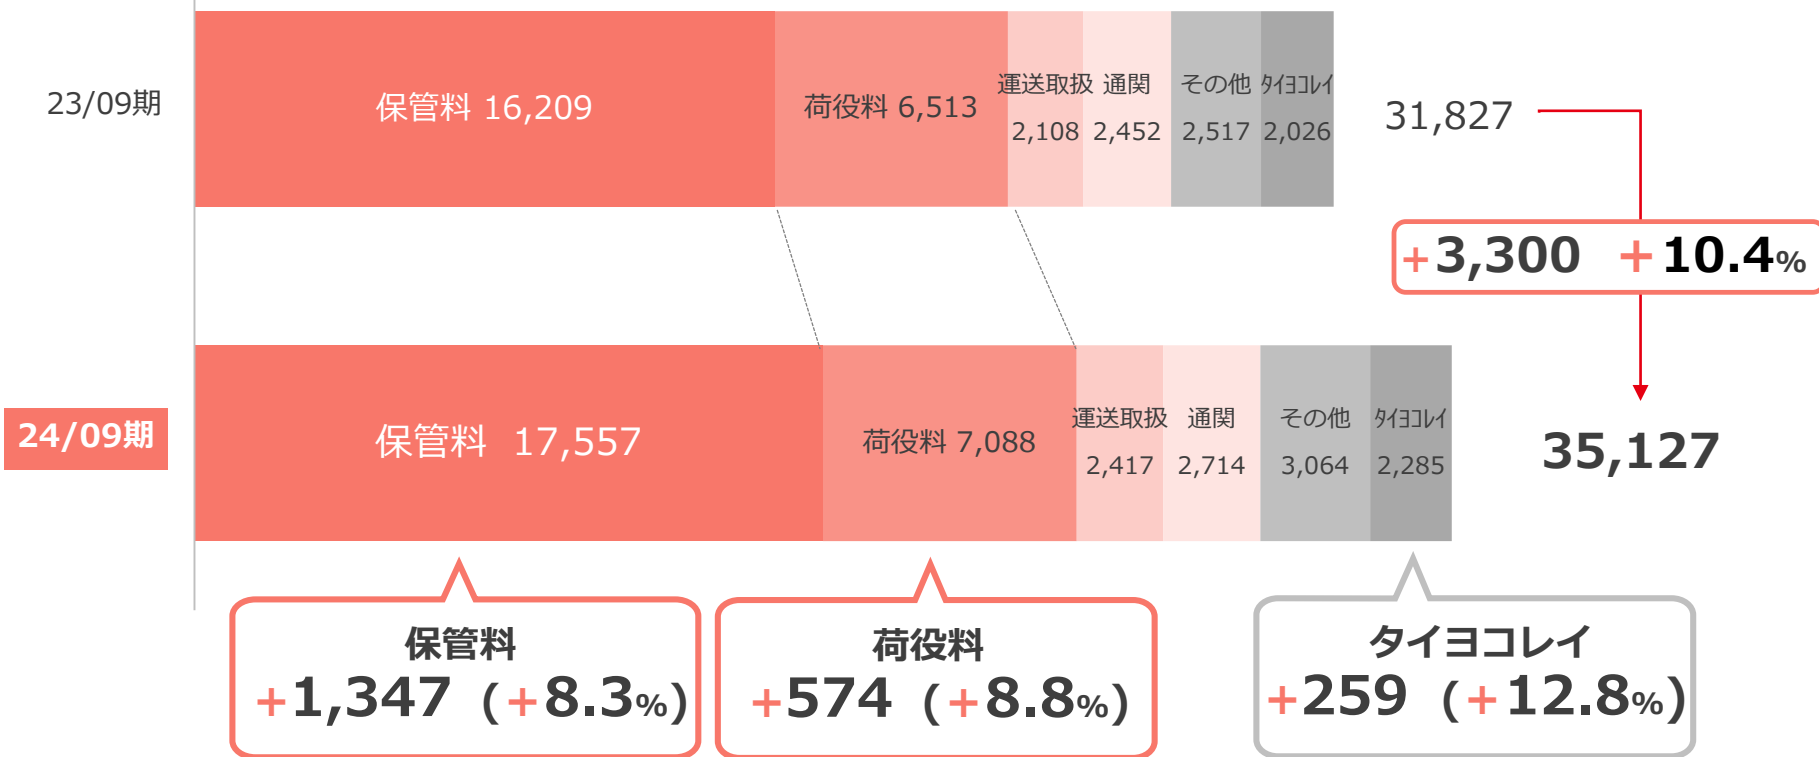 23/09期
保管料 16,209
荷役料 6,513
運送取扱
2,108
通関
2,452
その他
2,517
ﾀｲﾖｺﾚｲ
2,026
31,827
+3,300 +10.4%
24/09期
保管料 17,557
荷役料 7,088
運送取扱
2,417
通関
2,714
その他
3,064
ﾀｲﾖｺﾚｲ
2,285
35,127
保管料
+1,347 (+8.3%)
荷役料
+574 (+8.8%)
タイヨコレイ
+259 (+12.8%)